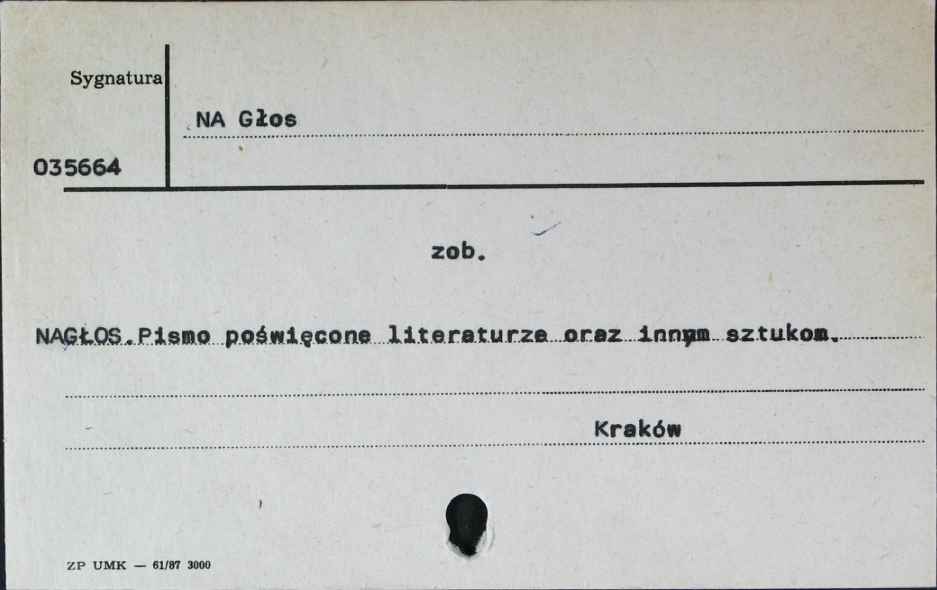 Sygnatura
NA Głos
035664
zob.
NAGŁOS.Pismo poświęcone literaturze oraz innym sztukom.
Kraków
ZP UMK — 61/87 3000